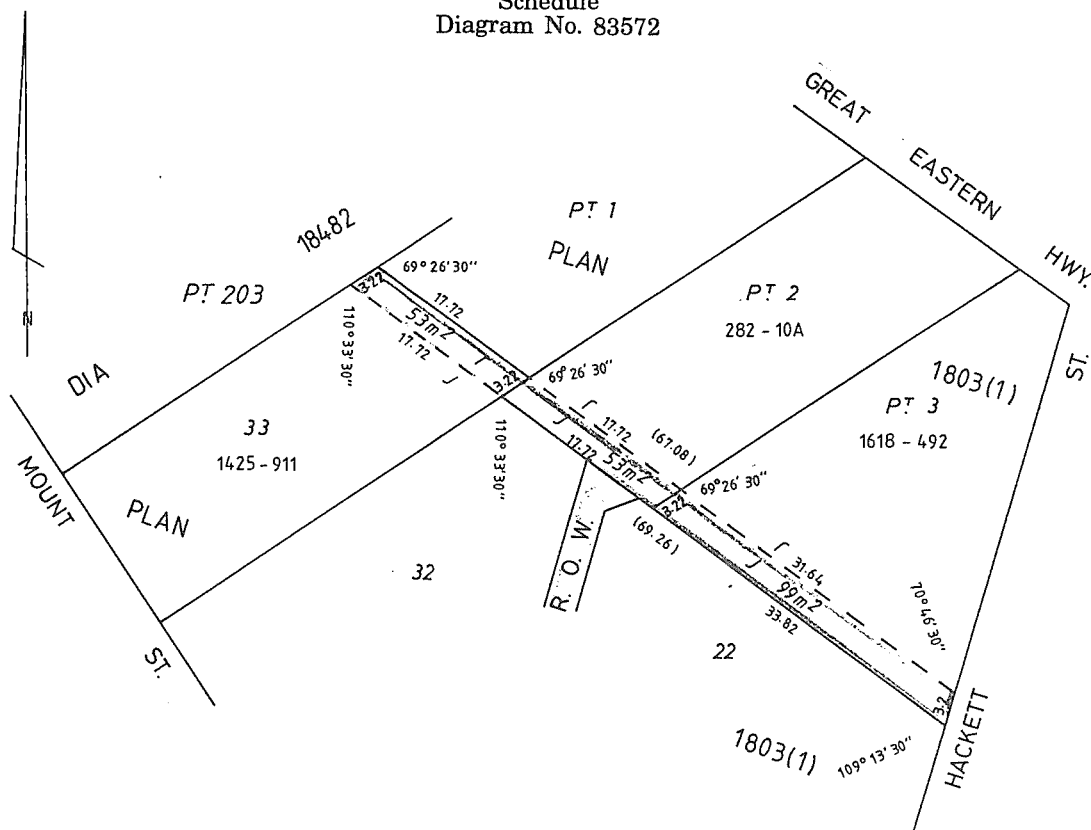 Schedule
Diagram No. 83572
GREAT EASTERN HWY.
18482
PT 1
PLAN
69° 26' 30"
PT 203
3·22
17·72
53m2
17·72
110° 33' 30"
PT 2
282 - 10A
N
DIA
3·22
69° 26' 30"
1803(1)
ST.
PT 3
1618 - 492
33
1425 - 911
17·72
(67.08)
17·72
53m2
110° 33' 30"
69° 26' 30"
3·22
MOUNT
PLAN
(69.26)
R. O. W.
32
31·64
99m2
33.82
70° 46' 30"
22
ST.
3·2
HACKETT
1803(1)
109° 13' 30"